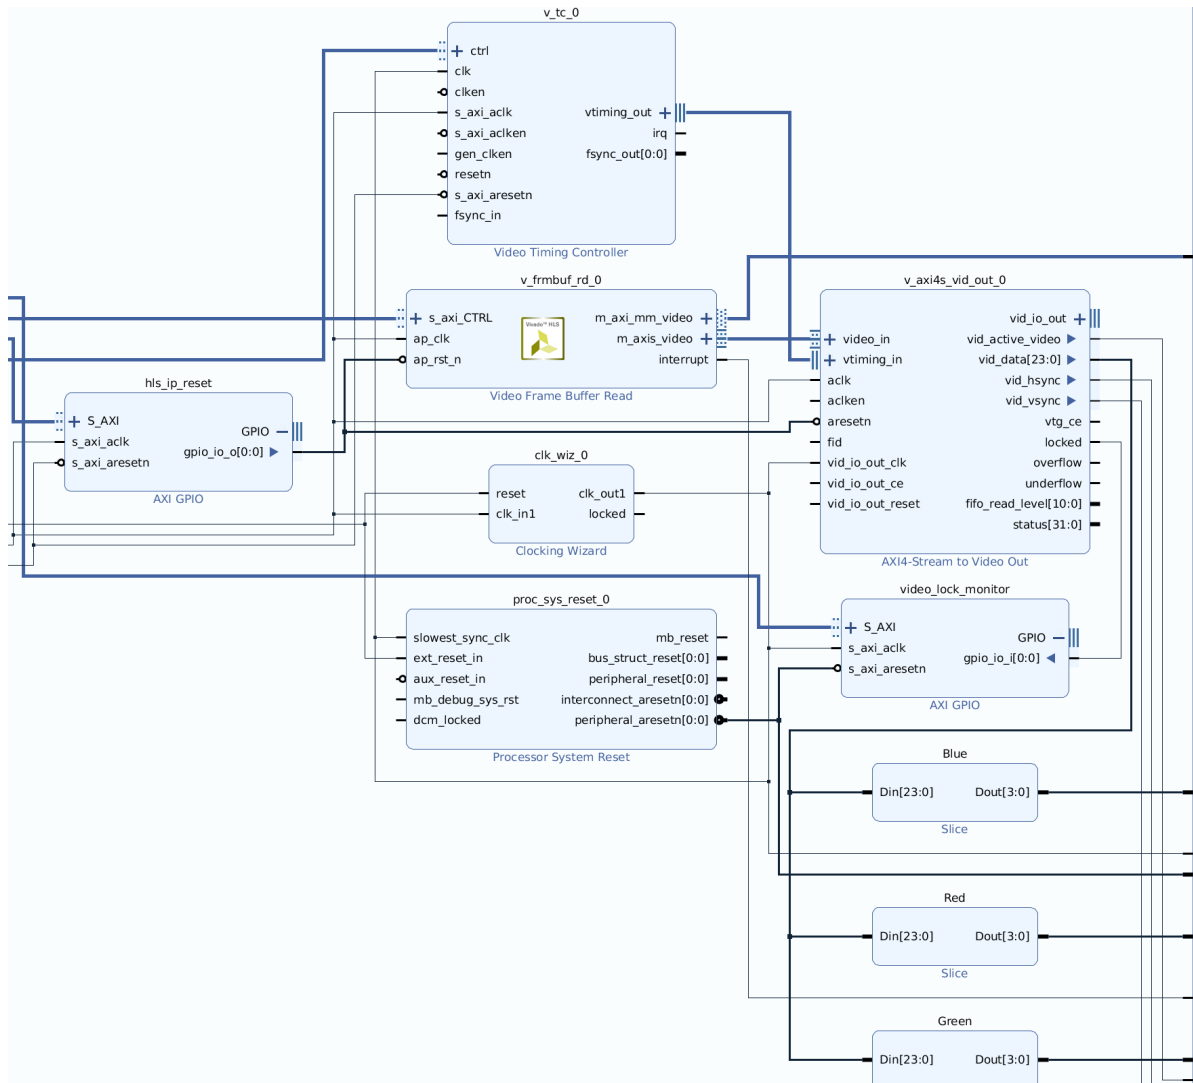 v_tc_0
ctrl
clk
clken
s_axi_aclk
s_axi_aclken
gen_clken
resetn
s_axi_aresetn
fsync_in
vtiming_out
irq
fsync_out[0:0]
Video Timing Controller
v_frmbuf_rd_0
s_axi_CTRL
ap_clk
ap_rst_n
Vivado™ HLS
m_axi_mm_video
m_axis_video
interrupt
Video Frame Buffer Read
v_axi4s_vid_out_0
video_in
vtiming_in
aclk
aclken
aresetn
fid
vid_io_out_clk
vid_io_out_ce
vid_io_out_reset
vid_io_out
vid_active_video
vid_data[23:0]
vid_hsync
vid_vsync
vtg_ce
locked
overflow
underflow
fifo_read_level[10:0]
status[31:0]
AXI4-Stream to Video Out
hls_ip_reset
S_AXI
s_axi_aclk
s_axi_aresetn
GPIO
gpio_io_o[0:0]
AXI GPIO
clk_wiz_0
reset
clk_in1
clk_out1
locked
Clocking Wizard
proc_sys_reset_0
slowest_sync_clk
ext_reset_in
aux_reset_in
mb_debug_sys_rst
dcm_locked
mb_reset
bus_struct_reset[0:0]
peripheral_reset[0:0]
interconnect_aresetn[0:0]
peripheral_aresetn[0:0]
Processor System Reset
video_lock_monitor
S_AXI
s_axi_aclk
s_axi_aresetn
GPIO
gpio_io_i[0:0]
AXI GPIO
Blue
Din[23:0]
Dout[3:0]
Slice
Red
Din[23:0]
Dout[3:0]
Slice
Green
Din[23:0]
Dout[3:0]